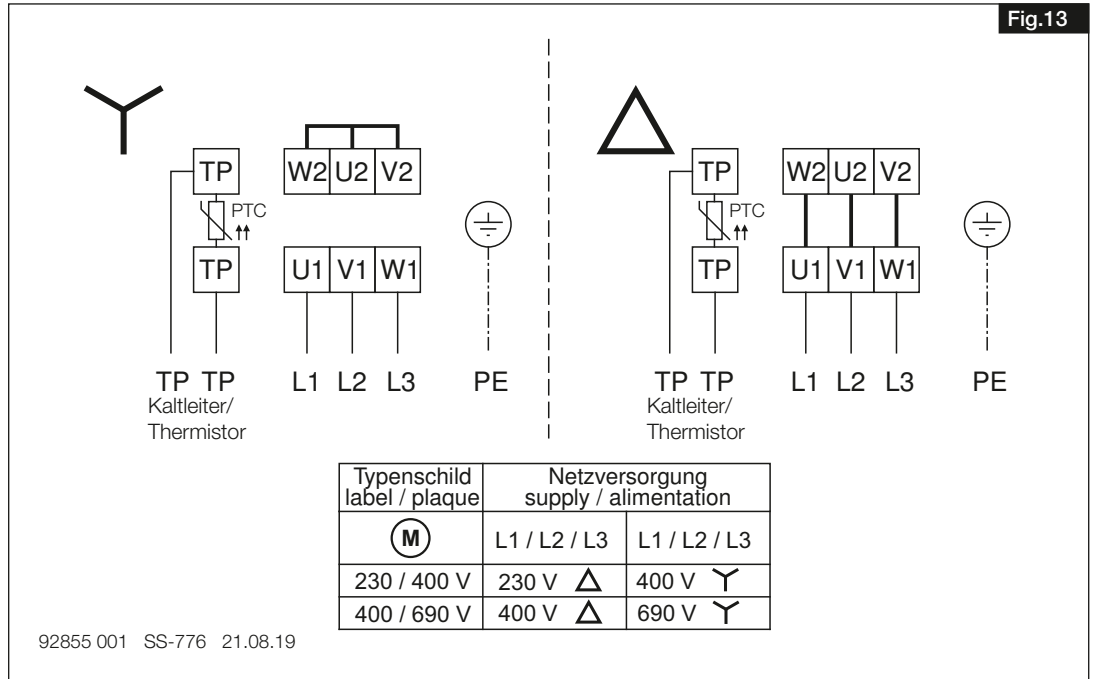 Fig.13
TP
W2 U2 V2
PTC
TP
U1 V1 W1
TP TP L1 L2 L3 PE
Kaltleiter/
Thermistor
TP
W2 U2 V2
PTC
TP
U1 V1 W1
TP TP L1 L2 L3 PE
Kaltleiter/
Thermistor
Typenschild Netzversorgung
label / plaque supply / alimentation
M L1 / L2 / L3 L1 / L2 / L3
230 / 400 V 230 V 400 V
400 / 690 V 400 V 690 V
92855 001 SS-776 21.08.19